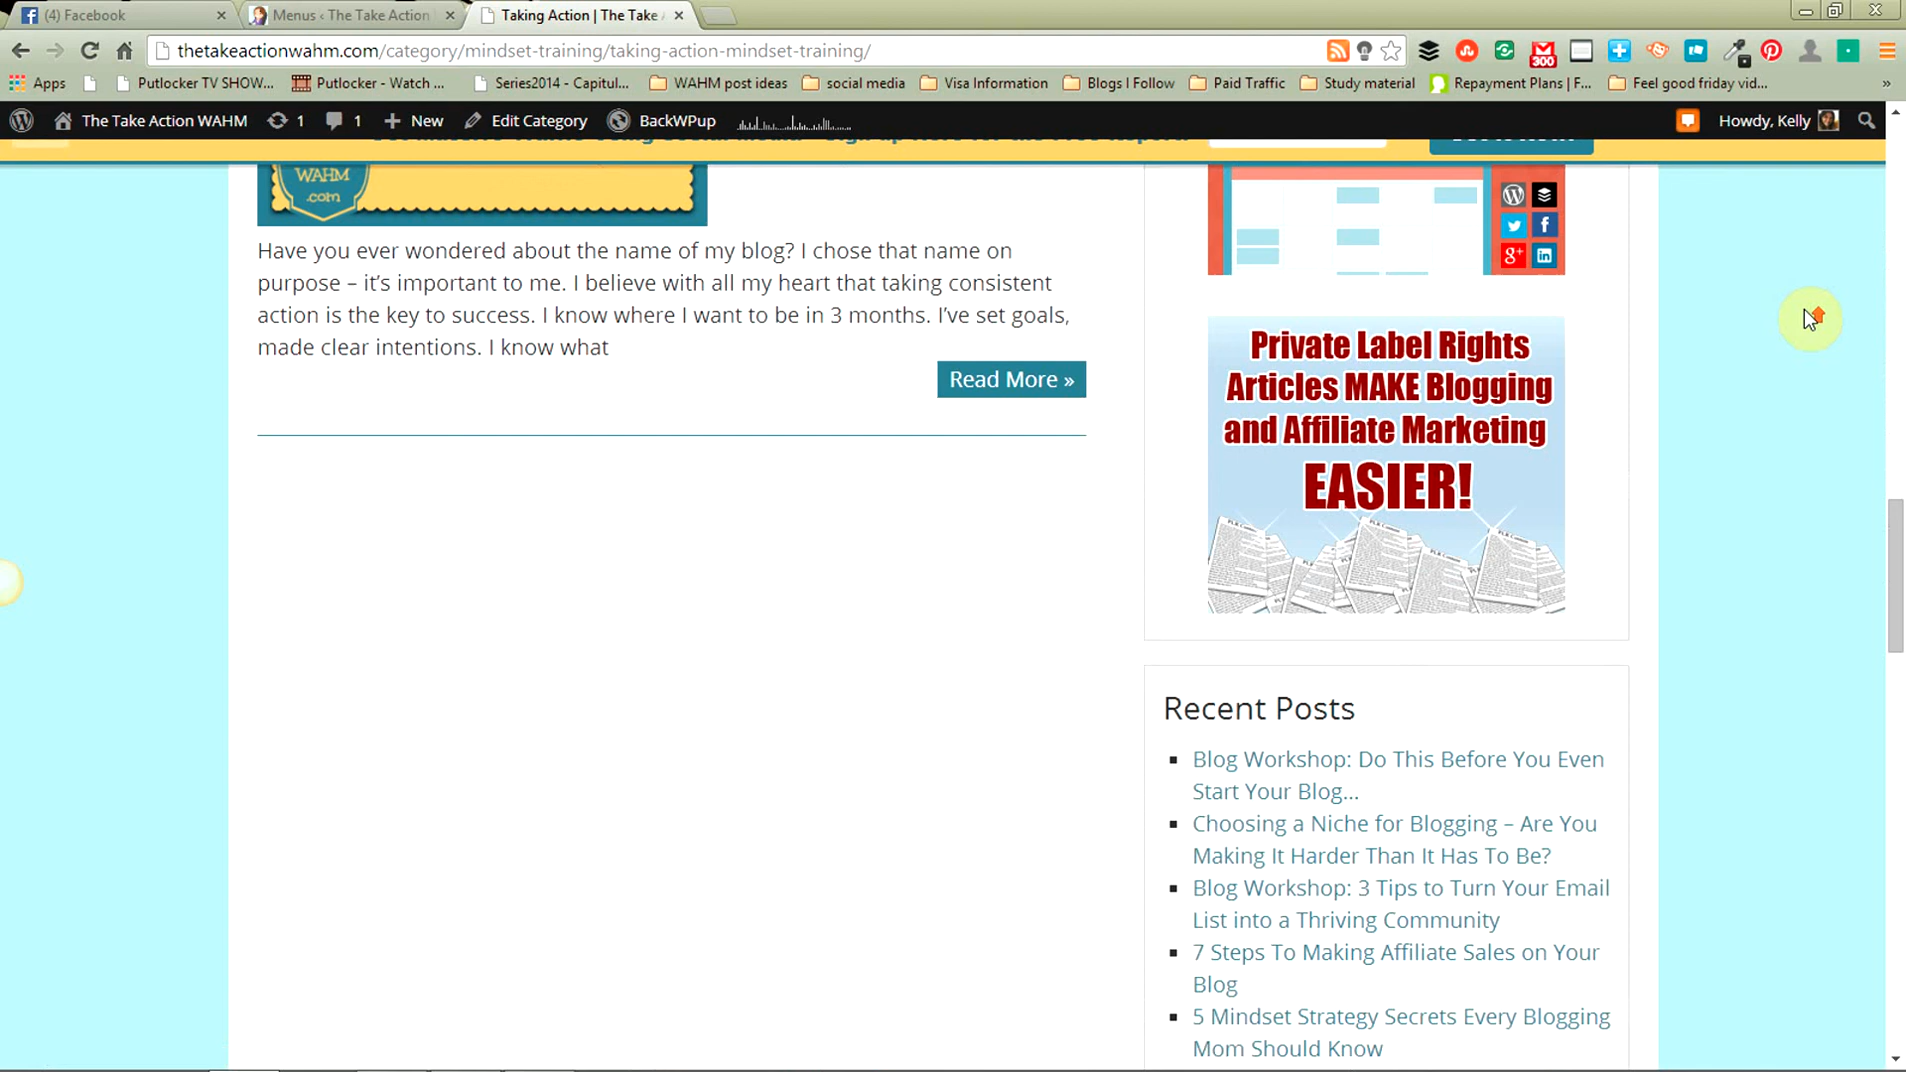 (4) Facebook
Menus ‹ The Take Action
Taking Action | The Take
thetakeactionwahm.com/category/mindset-training/taking-action-mindset-training/
300
Apps
Putlocker TV SHOW...
Putlocker - Watch ...
Series2014 - Capitul...
WAHM post ideas
social media
Visa Information
Blogs I Follow
Paid Traffic
Study material
Repayment Plans | F...
Feel good friday vid...
»
The Take Action WAHM
1
1
New
Edit Category
BackWPup
Howdy, Kelly
WAHM
.com
Have you ever wondered about the name of my blog? I chose that name on
purpose – it's important to me. I believe with all my heart that taking consistent
action is the key to success. I know where I want to be in 3 months. I've set goals,
made clear intentions. I know what
Read More »
Private Label Rights
Articles MAKE Blogging
and Affiliate Marketing
EASIER!
Recent Posts
Blog Workshop: Do This Before You Even
Start Your Blog...
Choosing a Niche for Blogging – Are You
Making It Harder Than It Has To Be?
Blog Workshop: 3 Tips to Turn Your Email
List into a Thriving Community
7 Steps To Making Affiliate Sales on Your
Blog
5 Mindset Strategy Secrets Every Blogging
Mom Should Know